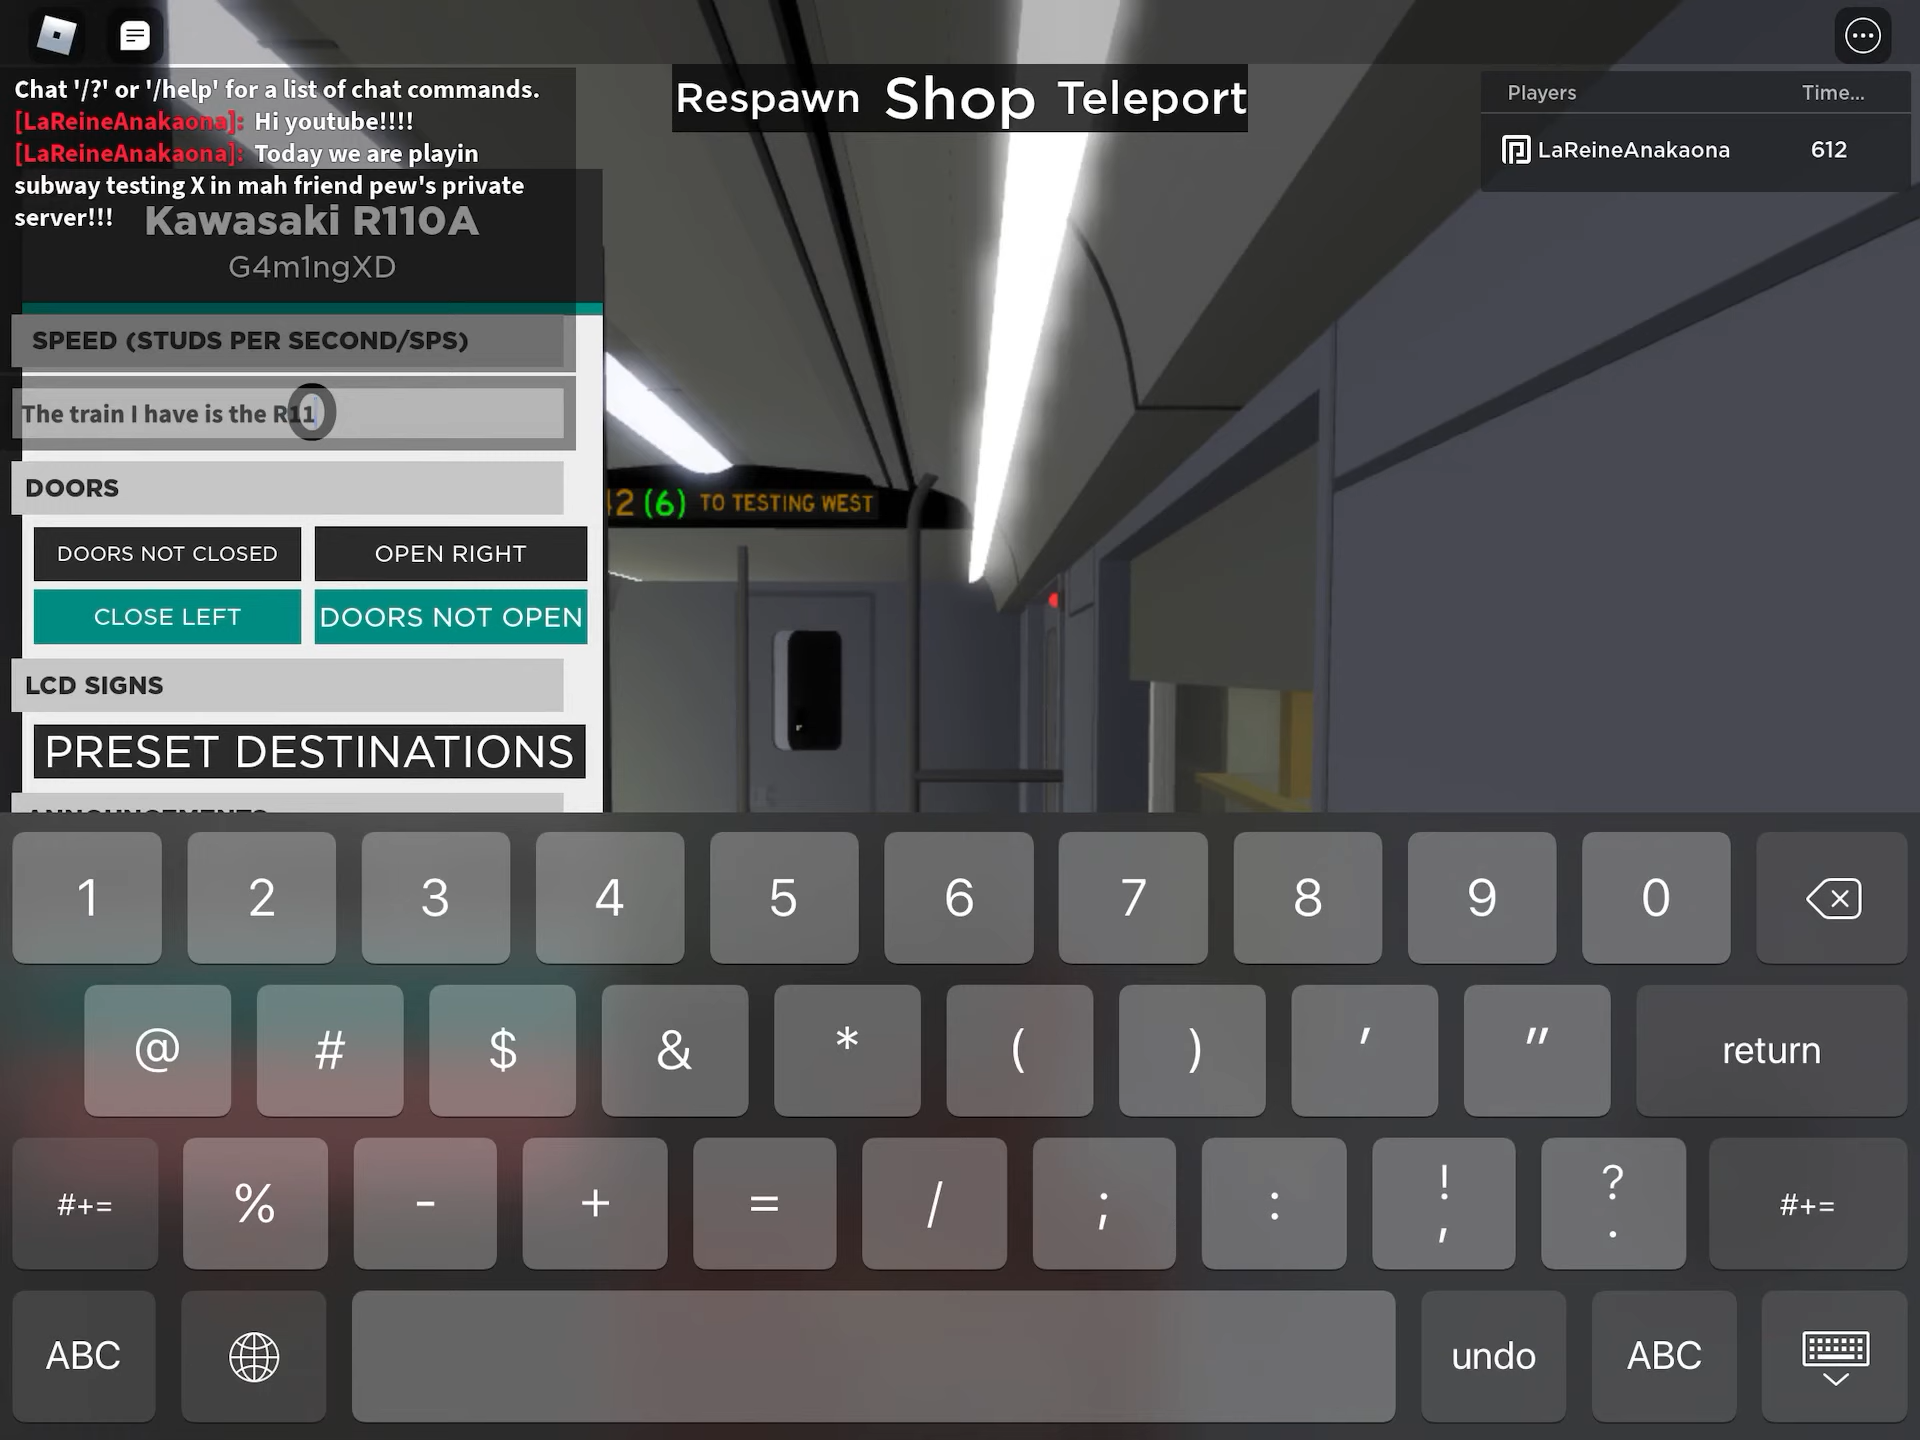 Chat '/?' or '/help' for a list of chat commands.
[LaReineAnakaona]: Hi youtube!!!!
[LaReineAnakaona]: Today we are playin
subway testing X in mah friend pew's private
server!!!
Respawn Shop Teleport
Players Time...
LaReineAnakaona 612
Kawasaki R110A
G4m1ngXD
SPEED (STUDS PER SECOND/SPS)
The train I have is the R11
0
DOORS
DOORS NOT CLOSED OPEN RIGHT
CLOSE LEFT DOORS NOT OPEN
LCD SIGNS
PRESET DESTINATIONS
ANNOUNCEMENTS
(6) TO TESTING WEST
1 2 3 4 5 6 7 8 9 0
@ # $ & * ( ) ' " return
#+= % - + = / ; : ! , ? . #+=
ABC undo ABC